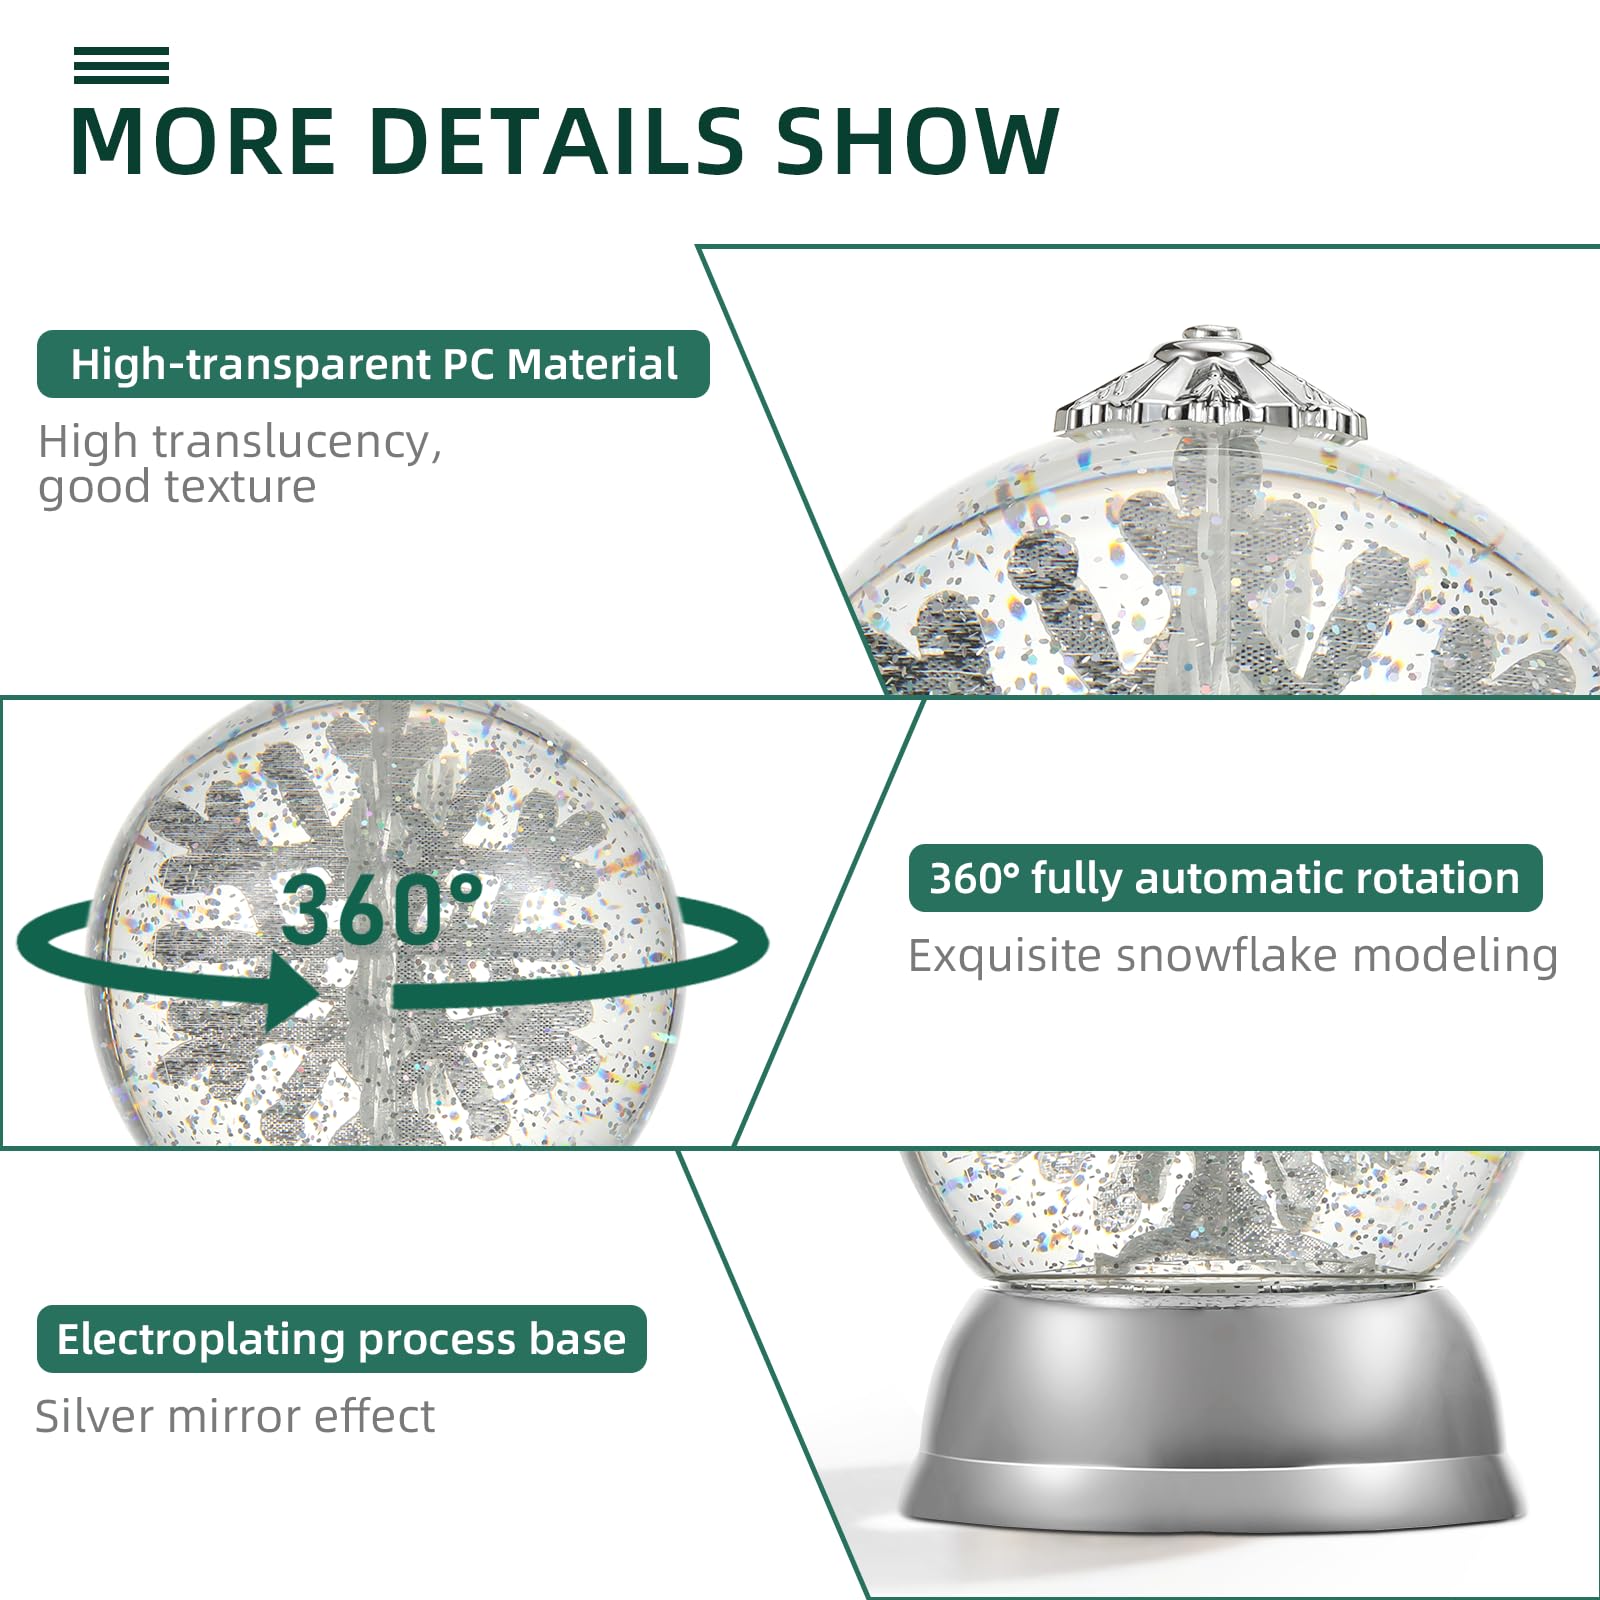 MORE DETAILS SHOW
High-transparent PC Material
High translucency,
good texture
360°
360° fully automatic rotation
Exquisite snowflake modeling
Electroplating process base
Silver mirror effect